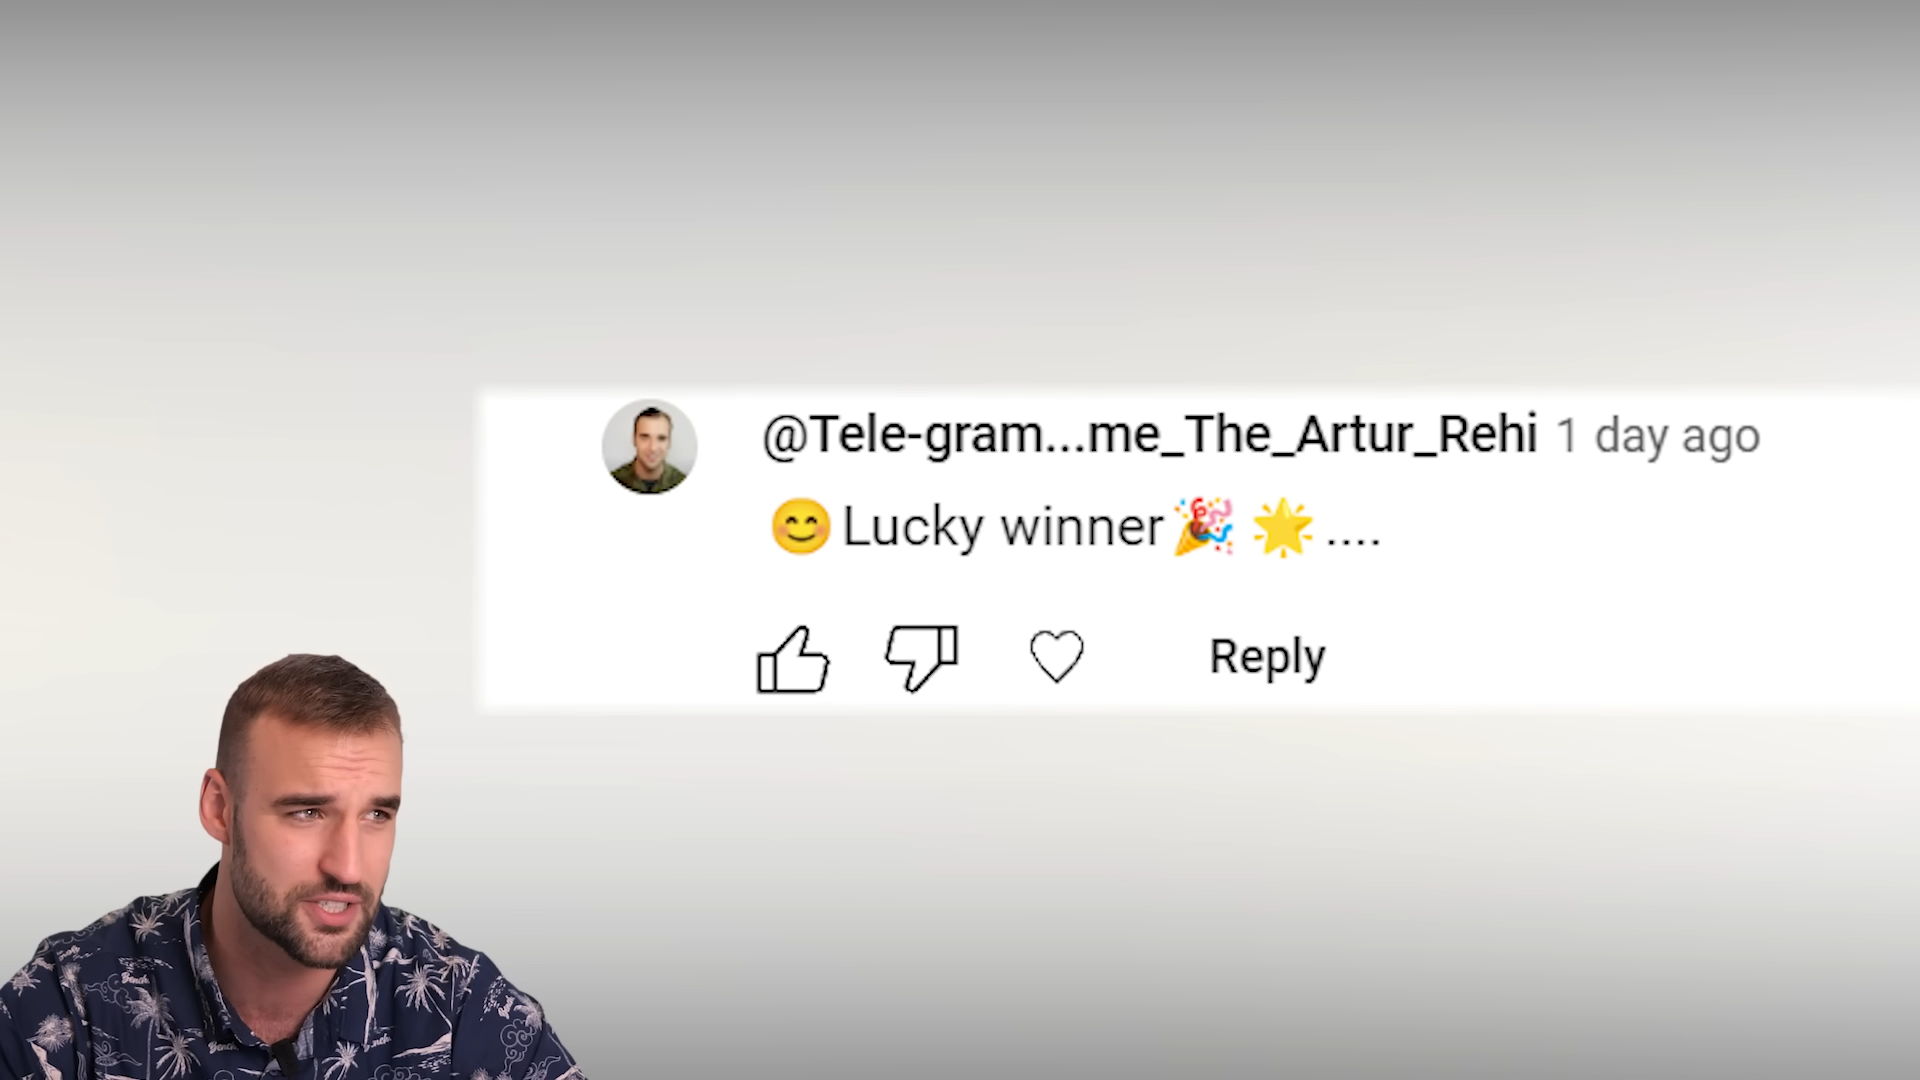 @Tele-gram...me_The_Artur_Rehi 1 day ago
😊Lucky winner🎉 🌟....
Reply